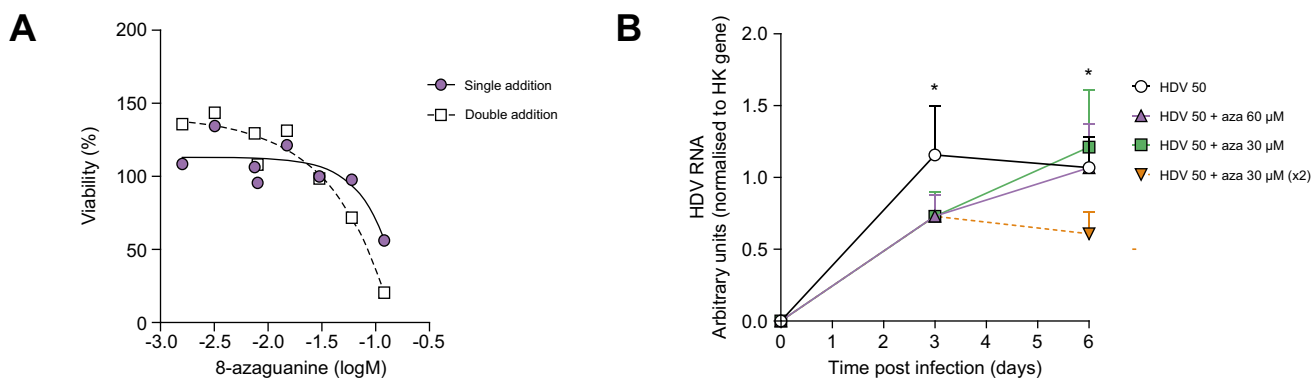 A
200
150
100
50
0
Viability (%)
-3.0 -2.5 -2.0 -1.5 -1.0 -0.5
8-azaguanine (logM)
Single addition
Double addition
B
2.0
1.5
1.0
0.5
0.0
HDV RNA
Arbitrary units (normalised to HK gene)
* *
0 1 2 3 4 5 6
Time post infection (days)
HDV 50
HDV 50 + aza 60 μM
HDV 50 + aza 30 μM
HDV 50 + aza 30 μM (x2)